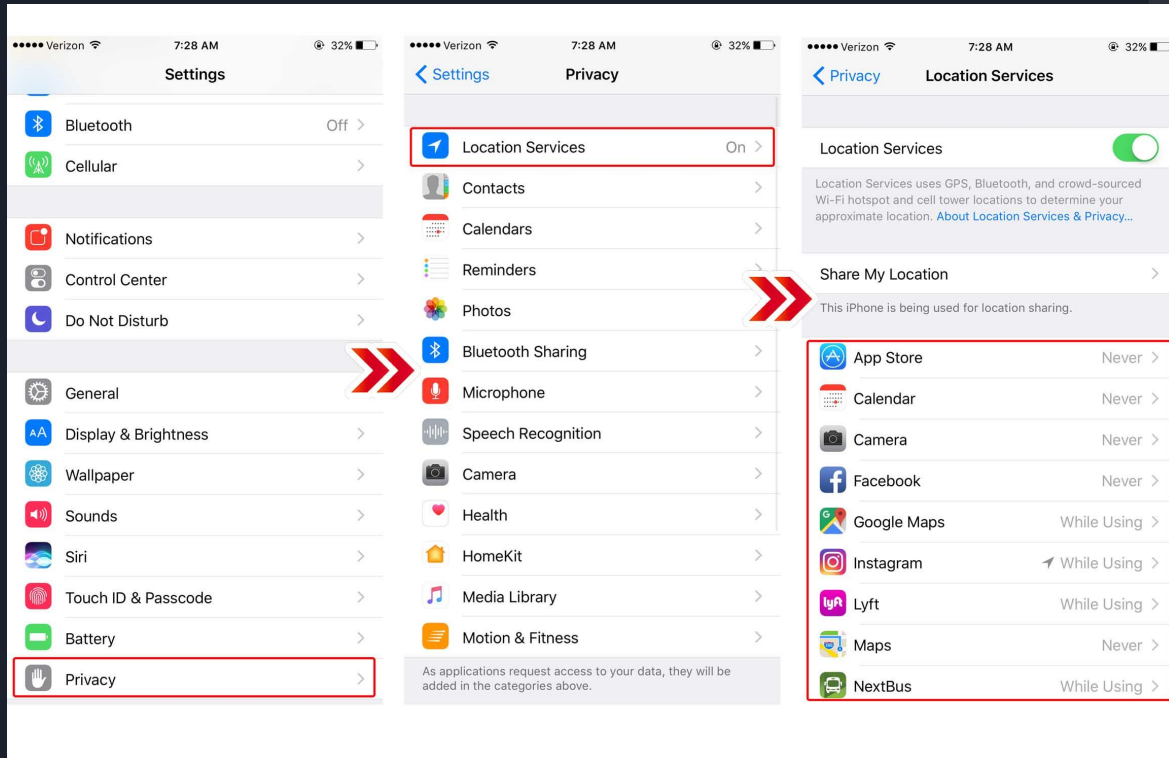 Verizon 7:28 AM 32%
Settings
Bluetooth Off
Cellular
Notifications
Control Center
Do Not Disturb
General
AA Display & Brightness
Wallpaper
Sounds
Siri
Touch ID & Passcode
Battery
Privacy
Verizon 7:28 AM 32%
Settings Privacy
Location Services On
Contacts
Calendars
Reminders
Photos
Bluetooth Sharing
Microphone
Speech Recognition
Camera
Health
HomeKit
Media Library
Motion & Fitness
As applications request access to your data, they will be
added in the categories above.
Verizon 7:28 AM 32%
Privacy Location Services
Location Services
Location Services uses GPS, Bluetooth, and crowd-sourced
Wi-Fi hotspot and cell tower locations to determine your
approximate location. About Location Services & Privacy...
Share My Location
This iPhone is being used for location sharing.
App Store Never
Calendar Never
Camera Never
f Facebook Never
G Google Maps While Using
Instagram While Using
lyft Lyft While Using
Maps Never
NextBus While Using